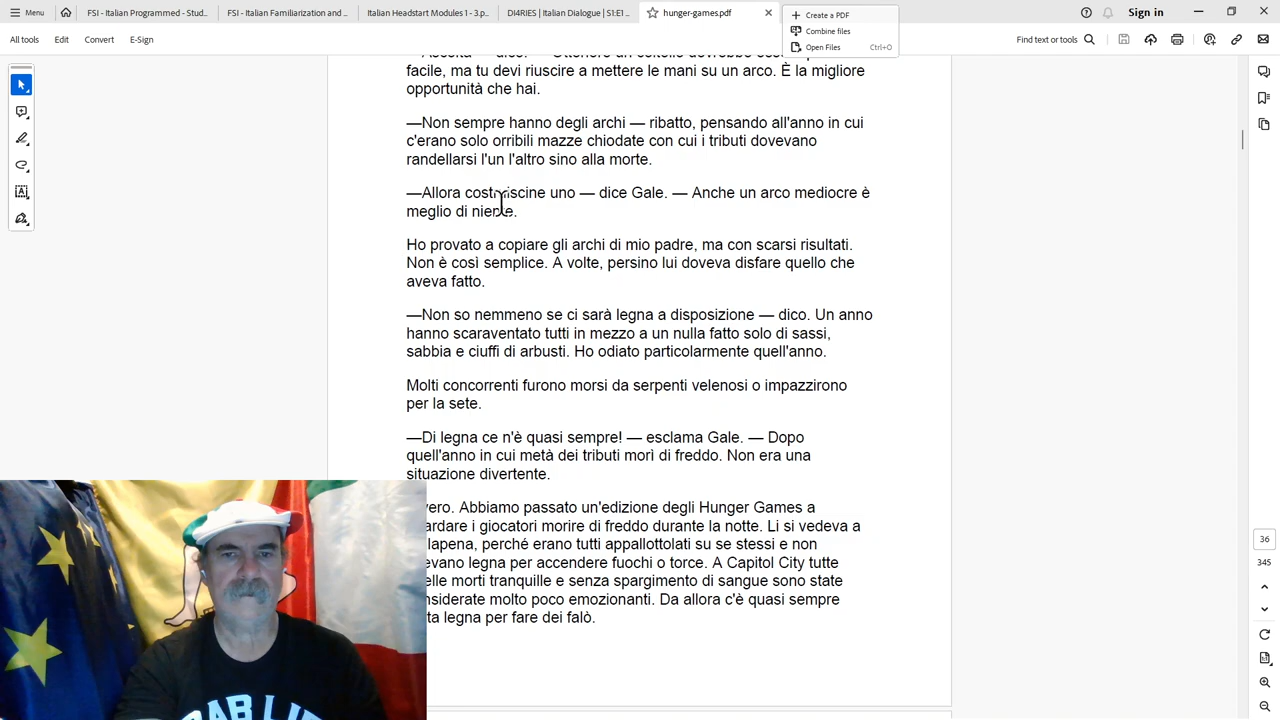 Menu
FSI - Italian Programmed - Stud...
FSI - Italian Familiarization and ...
Italian Headstart Modules 1 - 3.p...
DI4RIES | Italian Dialogue | S1:E1 ...
hunger-games.pdf
Create a PDF
Combine files
Open Files Ctrl+O
Sign in
All tools Edit Convert E-Sign
Find text or tools
facile, ma tu devi riuscire a mettere le mani su un arco. È la migliore
opportunità che hai.
—Non sempre hanno degli archi — ribatto, pensando all'anno in cui
c'erano solo orribili mazze chiodate con cui i tributi dovevano
randellarsi l'un l'altro sino alla morte.
—Allora costruiscine uno — dice Gale. — Anche un arco mediocre è
meglio di niente.
Ho provato a copiare gli archi di mio padre, ma con scarsi risultati.
Non è così semplice. A volte, persino lui doveva disfare quello che
aveva fatto.
—Non so nemmeno se ci sarà legna a disposizione — dico. Un anno
hanno scaraventato tutti in mezzo a un nulla fatto solo di sassi,
sabbia e ciuffi di arbusti. Ho odiato particolarmente quell'anno.
Molti concorrenti furono morsi da serpenti velenosi o impazzirono
per la sete.
—Di legna ce n'è quasi sempre! — esclama Gale. — Dopo
quell'anno in cui metà dei tributi morì di freddo. Non era una
situazione divertente.
vero. Abbiamo passato un'edizione degli Hunger Games a
ardare i giocatori morire di freddo durante la notte. Li si vedeva a
lapena, perché erano tutti appallottolati su se stessi e non
evano legna per accendere fuochi o torce. A Capitol City tutte
elle morti tranquille e senza spargimento di sangue sono state
nsiderate molto poco emozionanti. Da allora c'è quasi sempre
ta legna per fare dei falò.
36
345